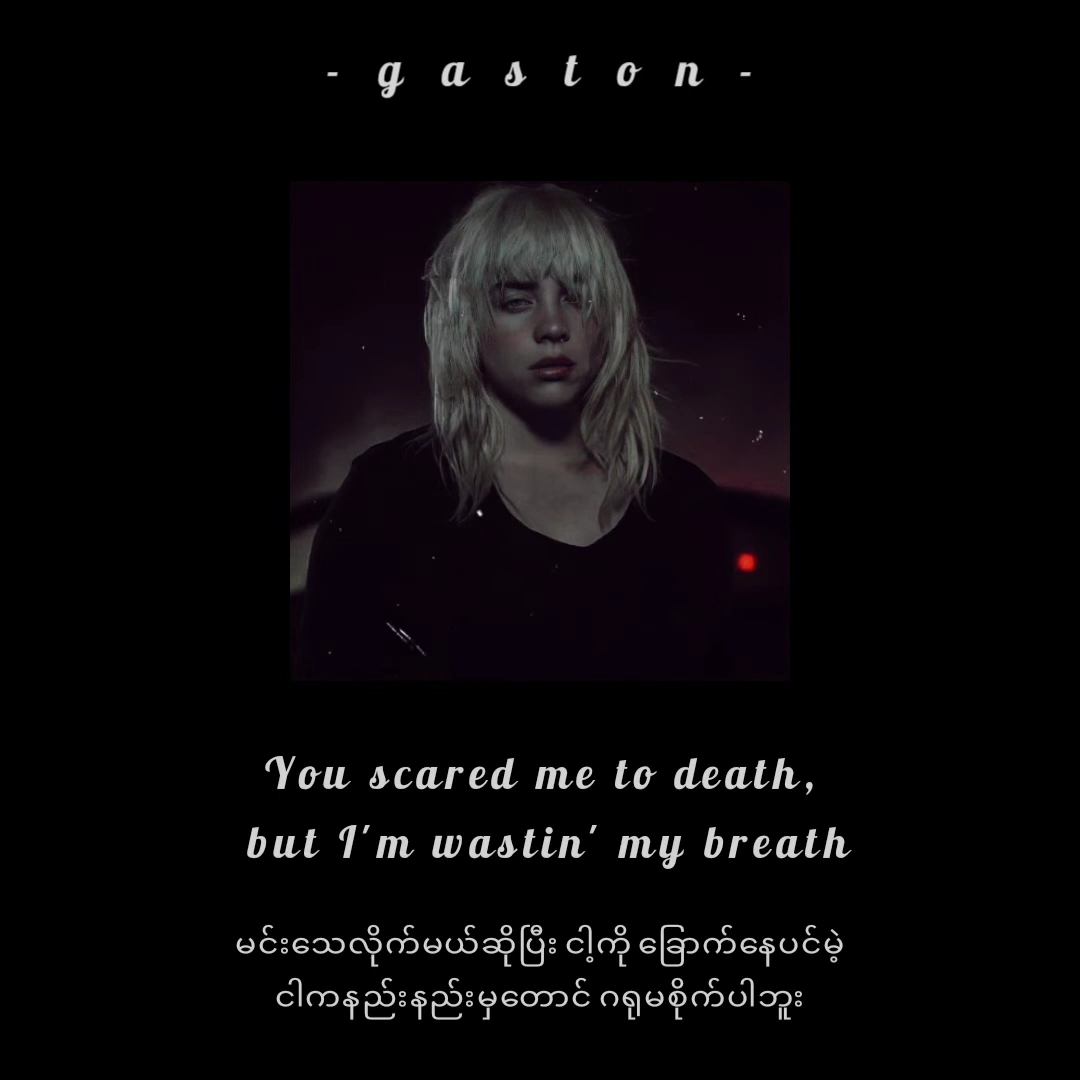 - g a s t o n -
You scared me to death,
but I'm wastin' my breath
မင်းသေလိုက်မယ်ဆိုပြီး ငါ့ကို ခြောက်နေပင်မဲ့
ငါကနည်းနည်းမှတောင် ဂရုမစိုက်ပါဘူး